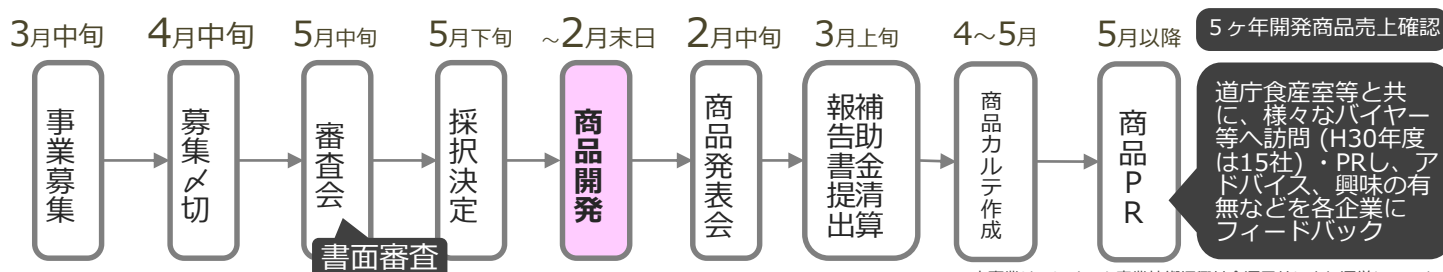 3月中旬
4月中旬
5月中旬
5月下旬
~2月末日
2月中旬
3月上旬
4~5月
5月以降
5ヶ年開発商品売上確認
事業募集
募集〆切
審査会
採択決定
商品開発
商品発表会
補助金清算
報告書提出
商品カルテ作成
商品PR
書面審査
道庁食産室等と共
に、様々なバイヤー
等へ訪問 (H30年度
は15社) ・PRし、ア
ドバイス、興味の有
無などを各企業に
フィードバック